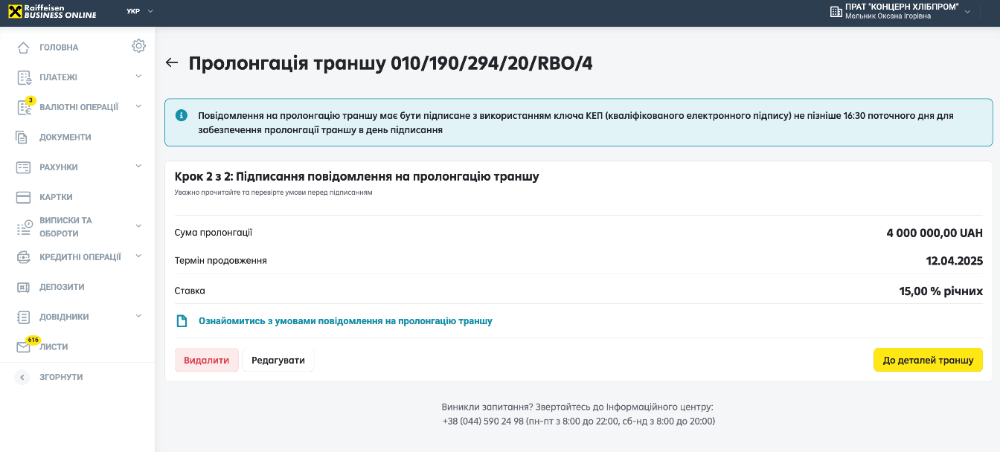 Raiffeisen
BUSINESS ONLINE
УКР
ПРАТ "КОНЦЕРН ХЛІБПРОМ"
Мельник Оксана Ігорівна
ГОЛОВНА
ПЛАТЕЖІ
3
ВАЛЮТНІ ОПЕРАЦІЇ
ДОКУМЕНТИ
РАХУНКИ
КАРТКИ
ВИПИСКИ ТА
ОБОРОТИ
КРЕДИТНІ ОПЕРАЦІЇ
ДЕПОЗИТИ
ДОВІДНИКИ
616
ЛИСТИ
ЗГОРНУТИ
Пролонгація траншу 010/190/294/20/RBO/4
Повідомлення на пролонгацію траншу має бути підписане з використанням ключа КЕП (кваліфікованого електронного підпису) не пізніше 16:30 поточного дня для
забезпечення пролонгації траншу в день підписання
Крок 2 з 2: Підписання повідомлення на пролонгацію траншу
Уважно прочитайте та перевірте умови перед підписанням
Сума пролонгації 4 000 000,00 UAH
Термін продовження 12.04.2025
Ставка 15,00 % річних
Ознайомитись з умовами повідомлення на пролонгацію траншу
Видалити Редагувати До деталей траншу
Виникли запитання? Звертайтесь до Інформаційного центру:
+38 (044) 590 24 98 (пн-пт з 8:00 до 22:00, сб-нд з 8:00 до 20:00)